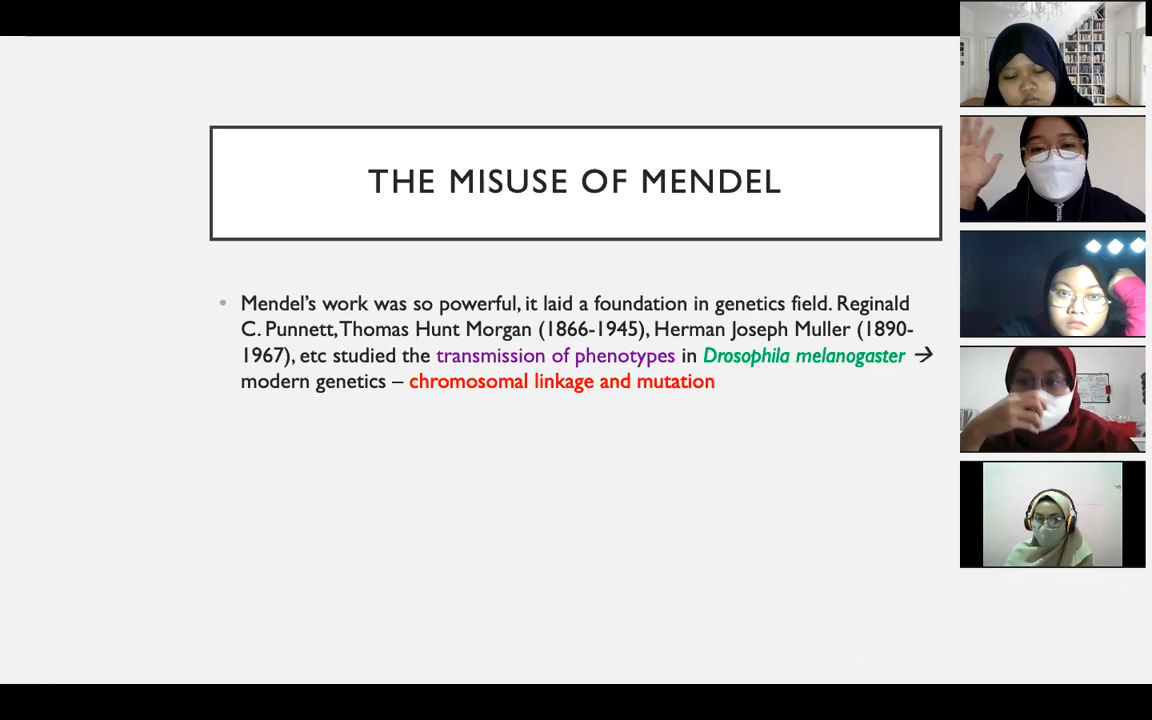 THE MISUSE OF MENDEL
• Mendel's work was so powerful, it laid a foundation in genetics field. Reginald
C. Punnett, Thomas Hunt Morgan (1866-1945), Herman Joseph Muller (1890-
1967), etc studied the transmission of phenotypes in Drosophila melanogaster →
modern genetics – chromosomal linkage and mutation